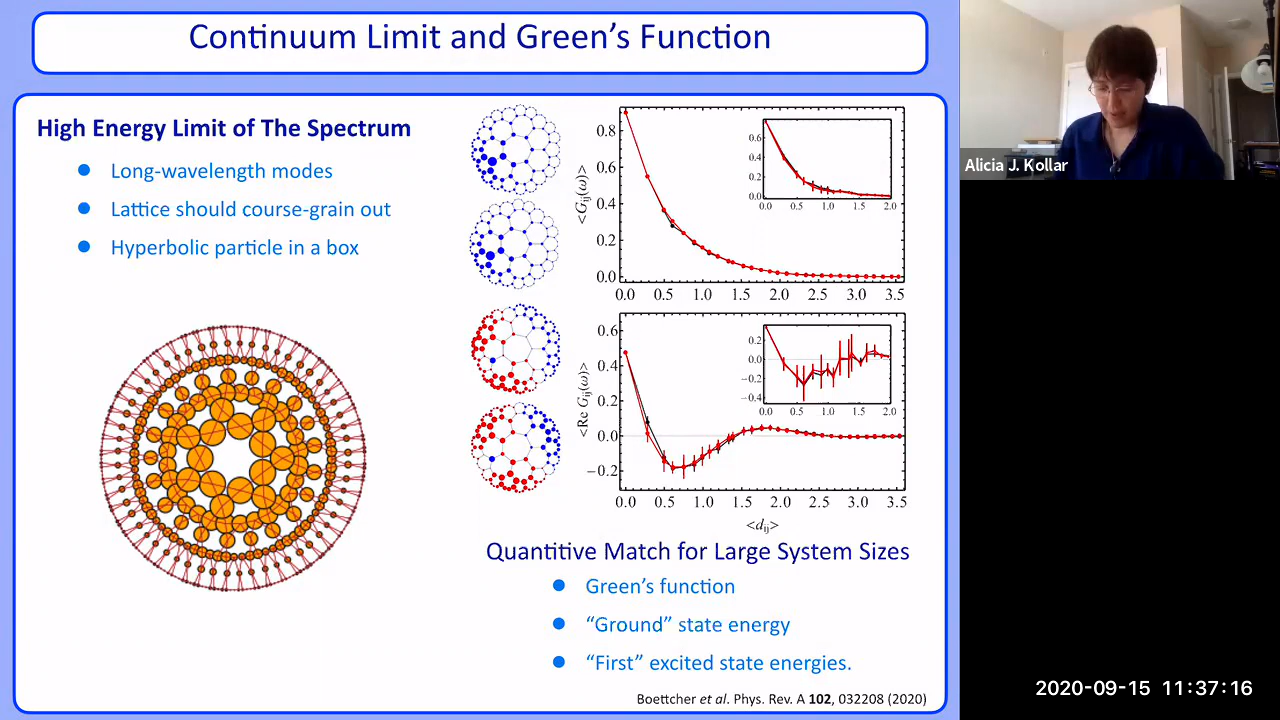 Continuum Limit and Green's Function
High Energy Limit of The Spectrum
Long-wavelength modes
Lattice should course-grain out
Hyperbolic particle in a box
<G_ij(ω)>
0.8
0.6
0.4
0.2
0.0
0.0 0.5 1.0 1.5 2.0 2.5 3.0 3.5
0.6
0.4
0.2
0.0
0.0 0.5 1.0 1.5 2.0
<Re G_ij(ω)>
0.6
0.4
0.2
0.0
−0.2
0.0 0.5 1.0 1.5 2.0 2.5 3.0 3.5
0.2
0.0
−0.2
−0.4
0.0 0.5 1.0 1.5 2.0
<d_ij>
Quantitive Match for Large System Sizes
Green's function
“Ground” state energy
“First” excited state energies.
Boettcher et al. Phys. Rev. A 102, 032208 (2020)
Alicia J. Kollar
2020-09-15 11:37:16